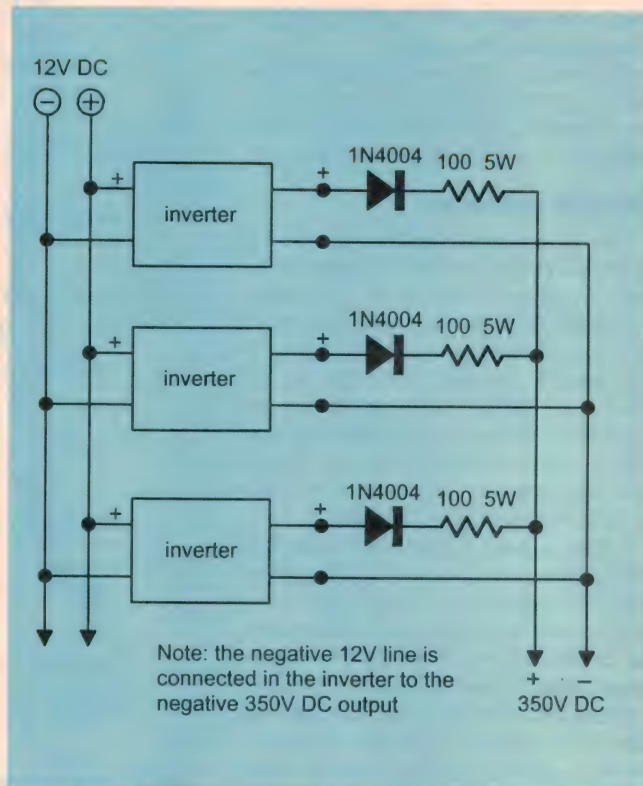 12V DC
− +
1N4004 100 5W
+ inverter +
1N4004 100 5W
+ inverter +
1N4004 100 5W
+ inverter +
Note: the negative 12V line is
connected in the inverter to the
negative 350V DC output
+ −
350V DC